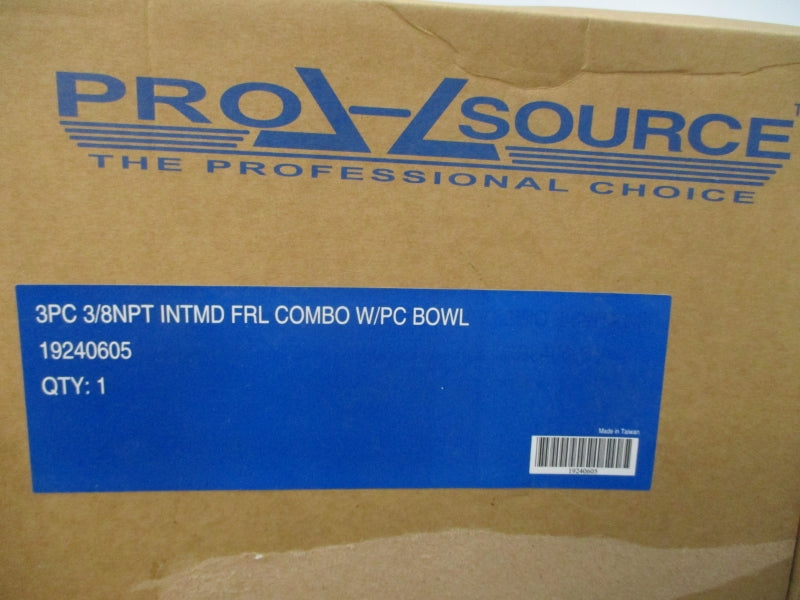 PRO SOURCE
THE PROFESSIONAL CHOICE
3PC 3/8NPT INTMD FRL COMBO W/PC BOWL
19240605
QTY: 1
Made in Taiwan
19240605